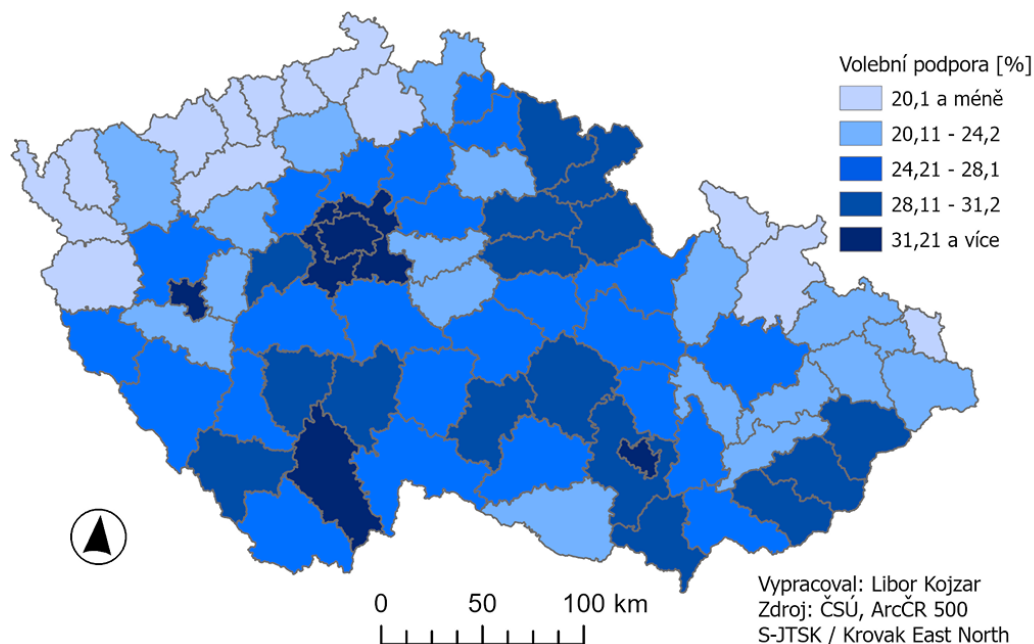 Volební podpora [%]
20,1 a méně
20,11 - 24,2
24,21 - 28,1
28,11 - 31,2
31,21 a více
0 50 100 km
Vypracoval: Libor Kojzar
Zdroj: ČSÚ, ArcČR 500
S-JTSK / Krovak East North